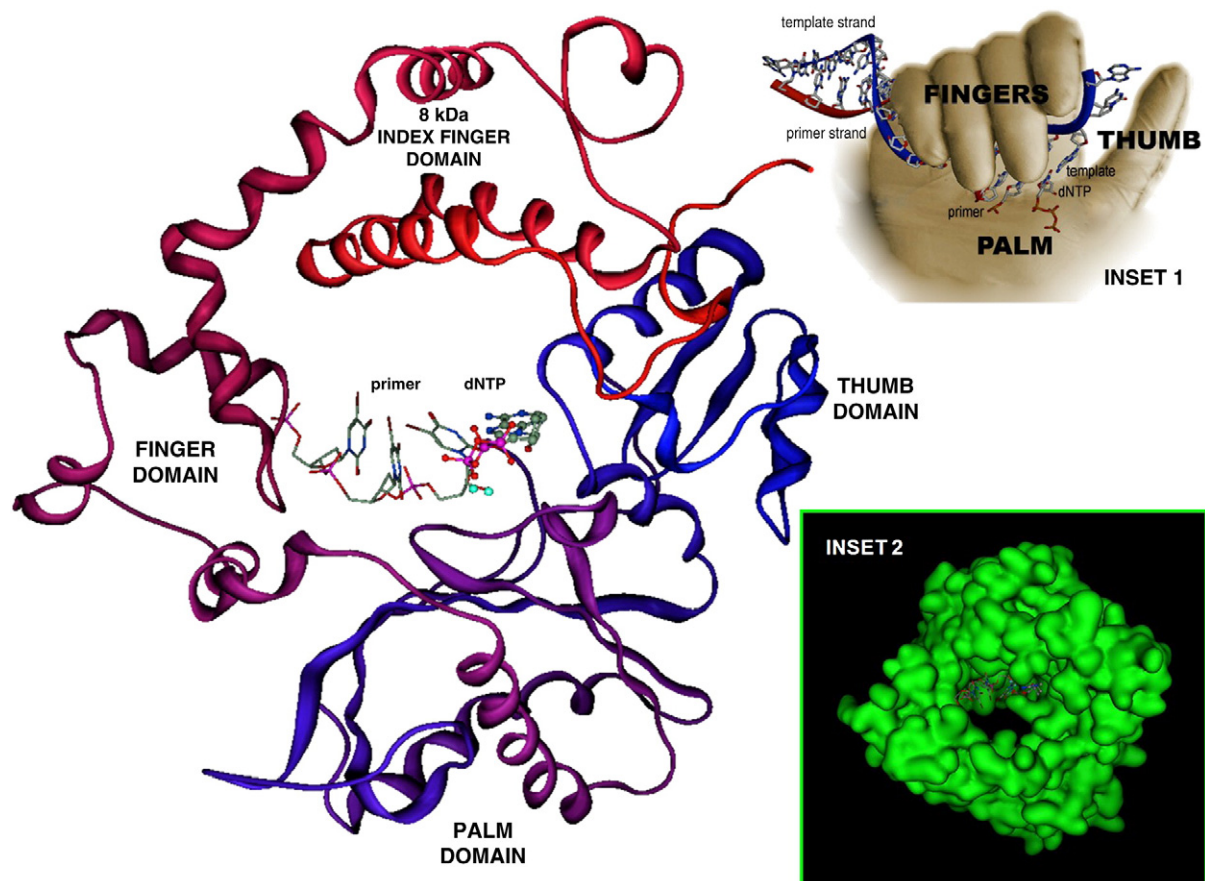 template strand
primer strand
FINGERS
THUMB
template
dNTP
primer
PALM
INSET 1
8 kDa
INDEX FINGER
DOMAIN
primer
dNTP
THUMB
DOMAIN
FINGER
DOMAIN
PALM
DOMAIN
INSET 2